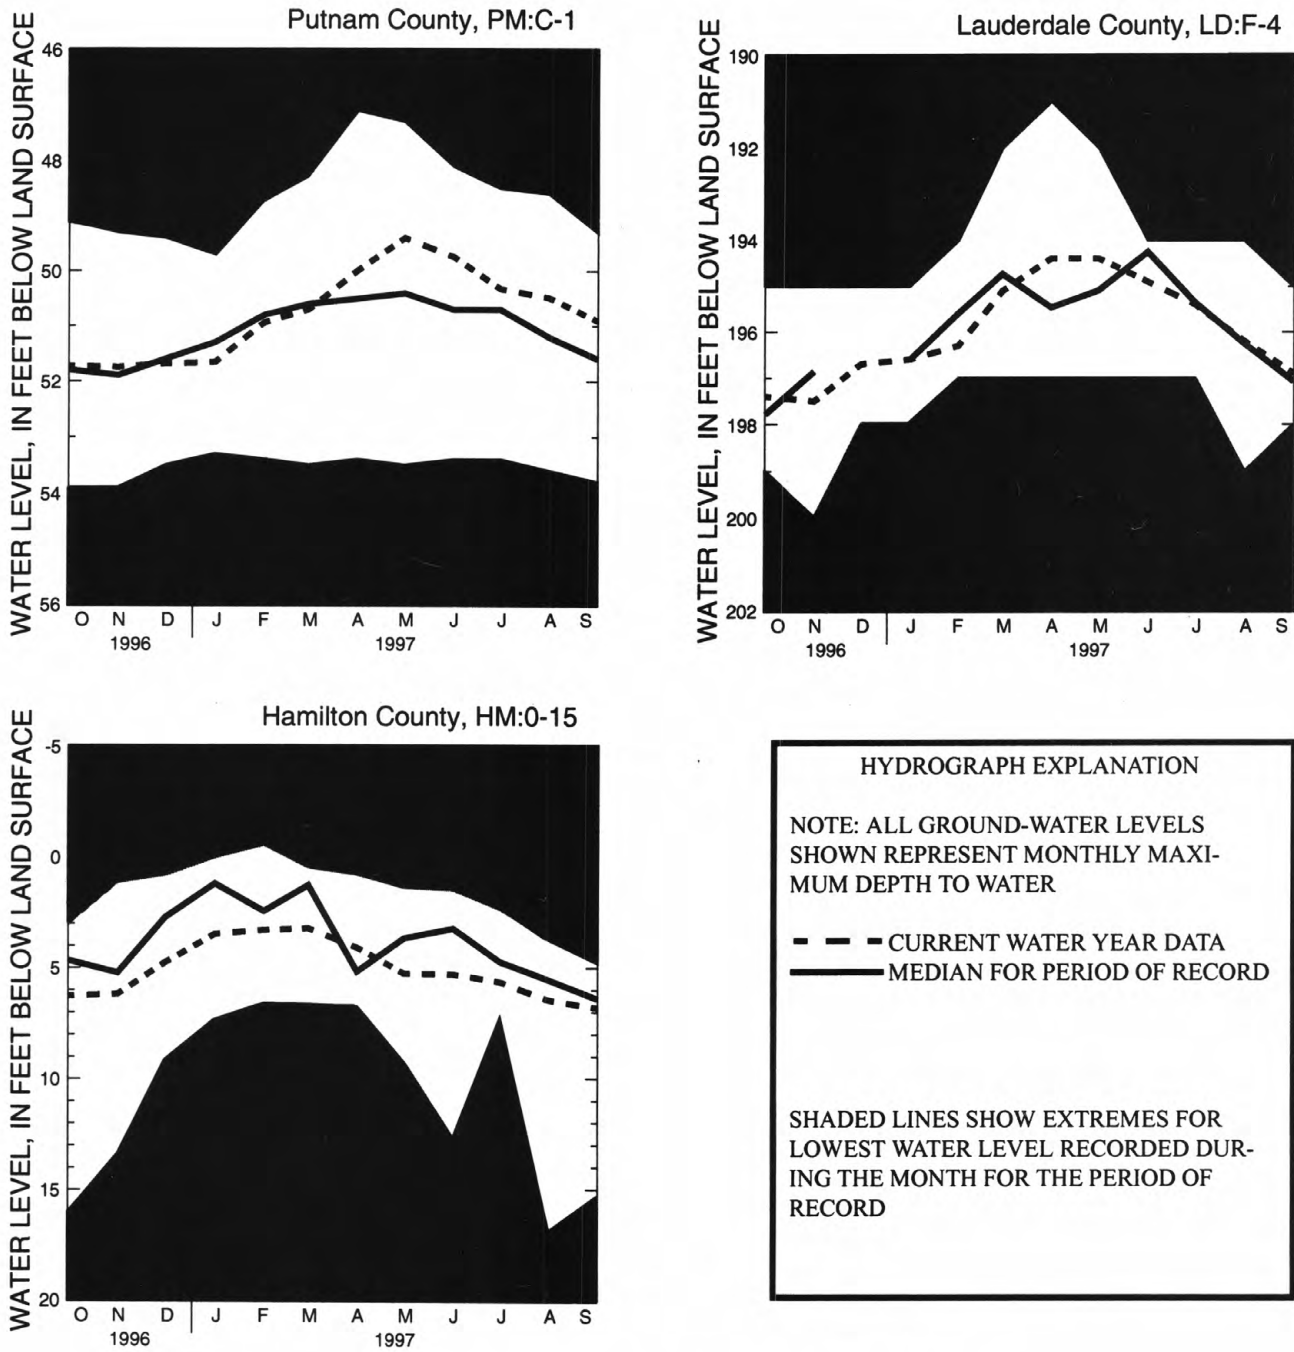 Putnam County, PM:C-1
WATER LEVEL, IN FEET BELOW LAND SURFACE
46
48
50
52
54
56
O N D J F M A M J J A S
1996 1997
Lauderdale County, LD:F-4
WATER LEVEL, IN FEET BELOW LAND SURFACE
190
192
194
196
198
200
202
O N D J F M A M J J A S
1996 1997
Hamilton County, HM:0-15
WATER LEVEL, IN FEET BELOW LAND SURFACE
-5
0
5
10
15
20
O N D J F M A M J J A S
1996 1997
HYDROGRAPH EXPLANATION
NOTE: ALL GROUND-WATER LEVELS
SHOWN REPRESENT MONTHLY MAXI-
MUM DEPTH TO WATER
CURRENT WATER YEAR DATA
MEDIAN FOR PERIOD OF RECORD
SHADED LINES SHOW EXTREMES FOR
LOWEST WATER LEVEL RECORDED DUR-
ING THE MONTH FOR THE PERIOD OF
RECORD